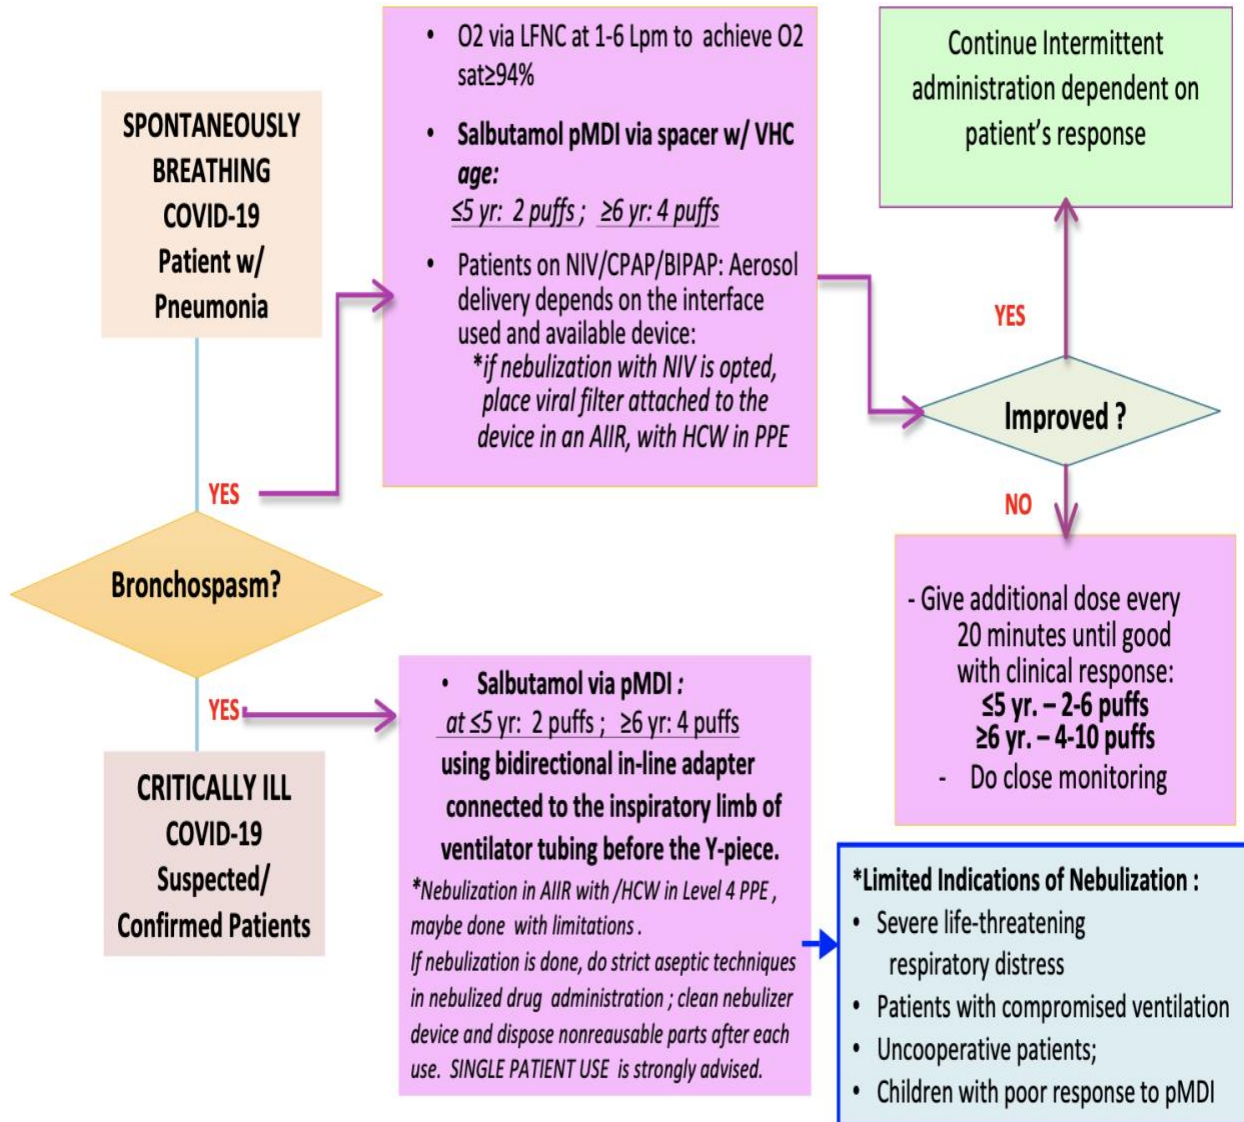 SPONTANEOUSLY
BREATHING
COVID-19
Patient w/
Pneumonia
YES
Bronchospasm?
YES
CRITICALLY ILL
COVID-19
Suspected/
Confirmed Patients
• O2 via LFNC at 1-6 Lpm to achieve O2
sat≥94%
• Salbutamol pMDI via spacer w/ VHC
age:
≤5 yr: 2 puffs ; ≥6 yr: 4 puffs
• Patients on NIV/CPAP/BIPAP: Aerosol
delivery depends on the interface
used and available device:
*if nebulization with NIV is opted,
place viral filter attached to the
device in an AIIR, with HCW in PPE
• Salbutamol via pMDI :
at ≤5 yr: 2 puffs ; ≥6 yr: 4 puffs
using bidirectional in-line adapter
connected to the inspiratory limb of
ventilator tubing before the Y-piece.
*Nebulization in AIIR with /HCW in Level 4 PPE ,
maybe done with limitations .
If nebulization is done, do strict aseptic techniques
in nebulized drug administration ; clean nebulizer
device and dispose nonreausable parts after each
use. SINGLE PATIENT USE is strongly advised.
Continue Intermittent
administration dependent on
patient's response
YES
Improved ?
NO
- Give additional dose every
20 minutes until good
with clinical response:
≤5 yr. – 2-6 puffs
≥6 yr. – 4-10 puffs
- Do close monitoring
*Limited Indications of Nebulization :
• Severe life-threatening
respiratory distress
• Patients with compromised ventilation
• Uncooperative patients;
• Children with poor response to pMDI